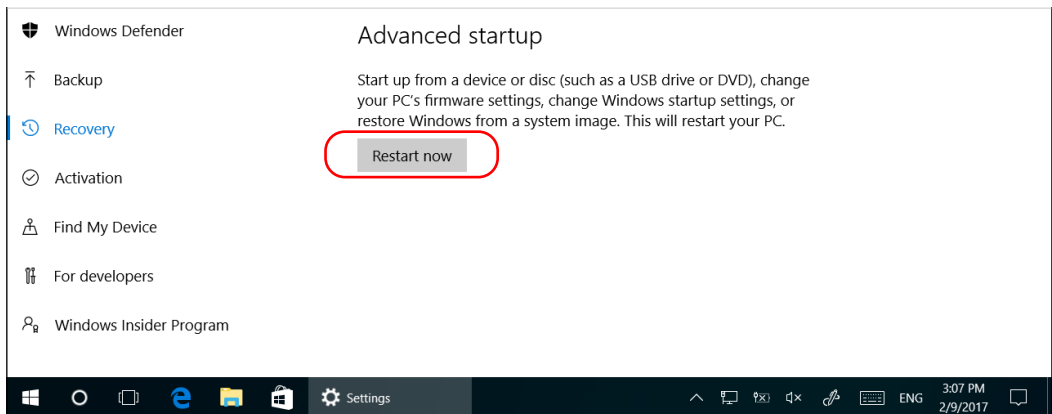 Windows Defender
Backup
Recovery
Activation
Find My Device
For developers
Windows Insider Program
Advanced startup
Start up from a device or disc (such as a USB drive or DVD), change
your PC's firmware settings, change Windows startup settings, or
restore Windows from a system image. This will restart your PC.
Restart now
Settings
ENG
3:07 PM
2/9/2017